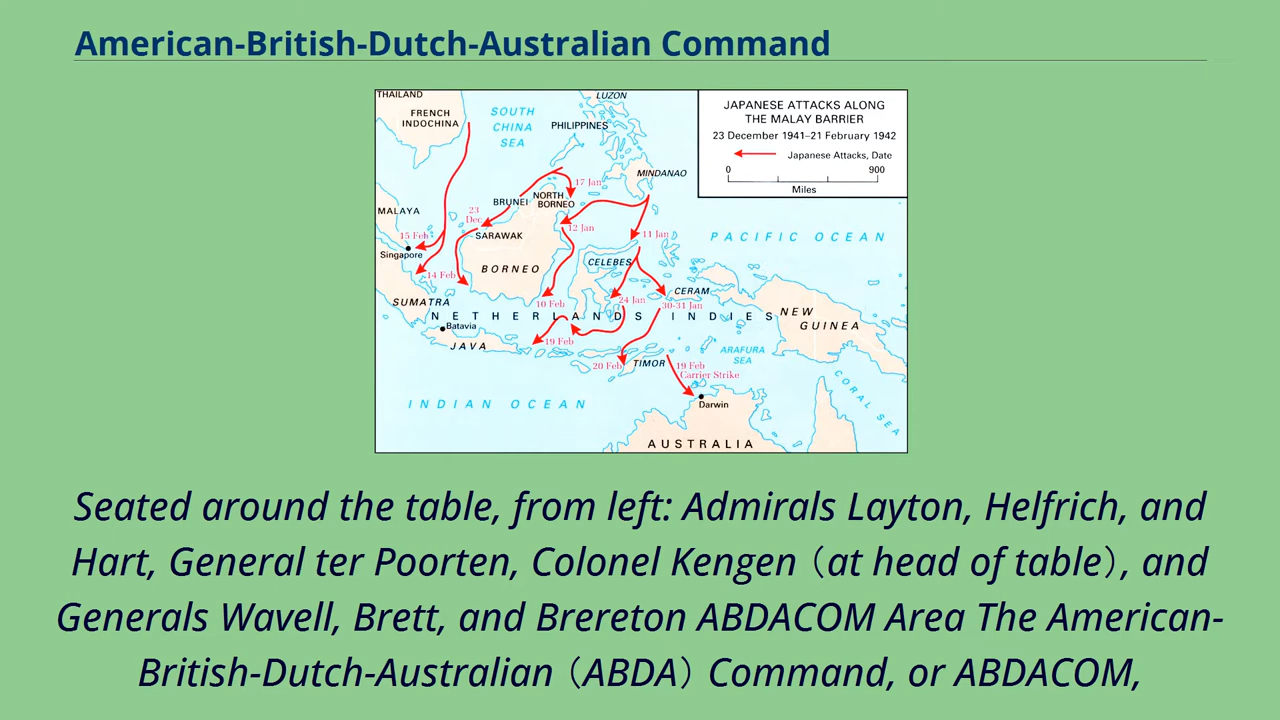 American-British-Dutch-Australian Command
THAILAND
FRENCH
INDOCHINA
SOUTH
CHINA
SEA
LUZON
PHILIPPINES
MINDANAO
JAPANESE ATTACKS ALONG
THE MALAY BARRIER
23 December 1941–21 February 1942
Japanese Attacks, Date
0 900
Miles
17 Jan
NORTH
BORNEO
BRUNEI
23
Dec
MALAYA
15 Feb
Singapore
SARAWAK
12 Jan
11 Jan
PACIFIC OCEAN
14 Feb
BORNEO
CELEBES
SUMATRA
10 Feb
24 Jan
CERAM
30-31 Jan
NETHERLANDS INDIES
NEW
GUINEA
Batavia
JAVA
19 Feb
20 Feb
TIMOR
19 Feb
Carrier Strike
ARAFURA
SEA
CORAL SEA
INDIAN OCEAN
Darwin
AUSTRALIA
Seated around the table, from left: Admirals Layton, Helfrich, and
Hart, General ter Poorten, Colonel Kengen (at head of table), and
Generals Wavell, Brett, and Brereton ABDACOM Area The American-
British-Dutch-Australian (ABDA) Command, or ABDACOM,